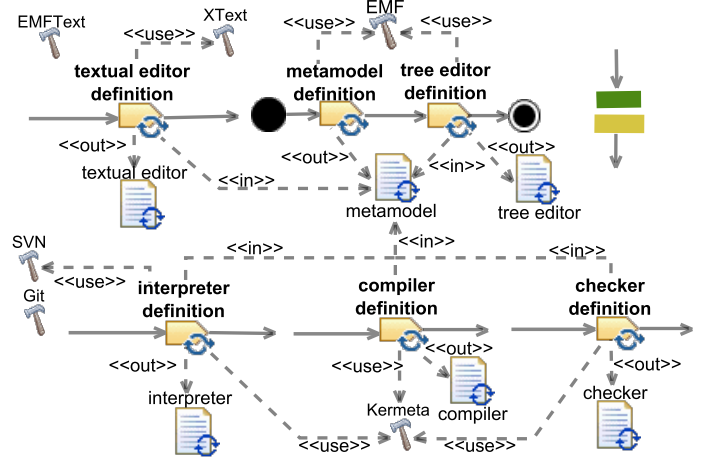 EMFText
<<use>>
XText
<<use>>
EMF
<<use>>
textual editor
definition
metamodel
definition
tree editor
definition
<<out>>
<<out>>
<<in>>
<<out>>
textual editor
<<in>>
metamodel
tree editor
SVN
<<in>>
<<in>>
<<in>>
<<use>>
Git
interpreter
definition
compiler
definition
checker
definition
<<out>>
<<use>>
<<out>>
<<out>>
interpreter
Kermeta
compiler
checker
<<use>>
<<use>>